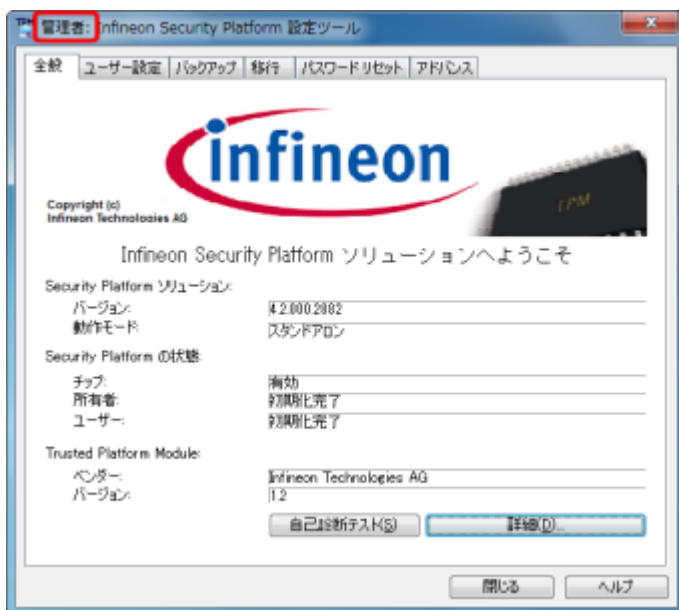 管理者: Infineon Security Platform 設定ツール
全般 ユーザー設定 バックアップ 移行 パスワードリセット アドバンス
infineon
Copyright (c)
Infineon Technologies AG
TPM
Infineon Security Platform ソリューションへようこそ
Security Platform ソリューション:
バージョン: 4.2.000.2882
動作モード: スタンドアロン
Security Platform の状態:
チップ: 有効
所有者: 初期化完了
ユーザー: 初期化完了
Trusted Platform Module:
ベンダー: Infineon Technologies AG
バージョン: 1.2
自己診断テスト(S) 詳細(D)...
閉じる ヘルプ